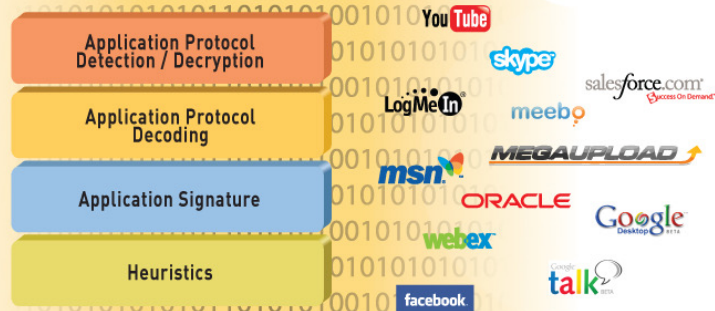 Application Protocol
Detection / Decryption
Application Protocol
Decoding
Application Signature
Heuristics
YouTube
skype
salesforce.com
Success On Demand
LogMeIn
meebo
MEGAUPLOAD
msn
ORACLE
Google
Desktop BETA
webex
Google
talk
BETA
facebook